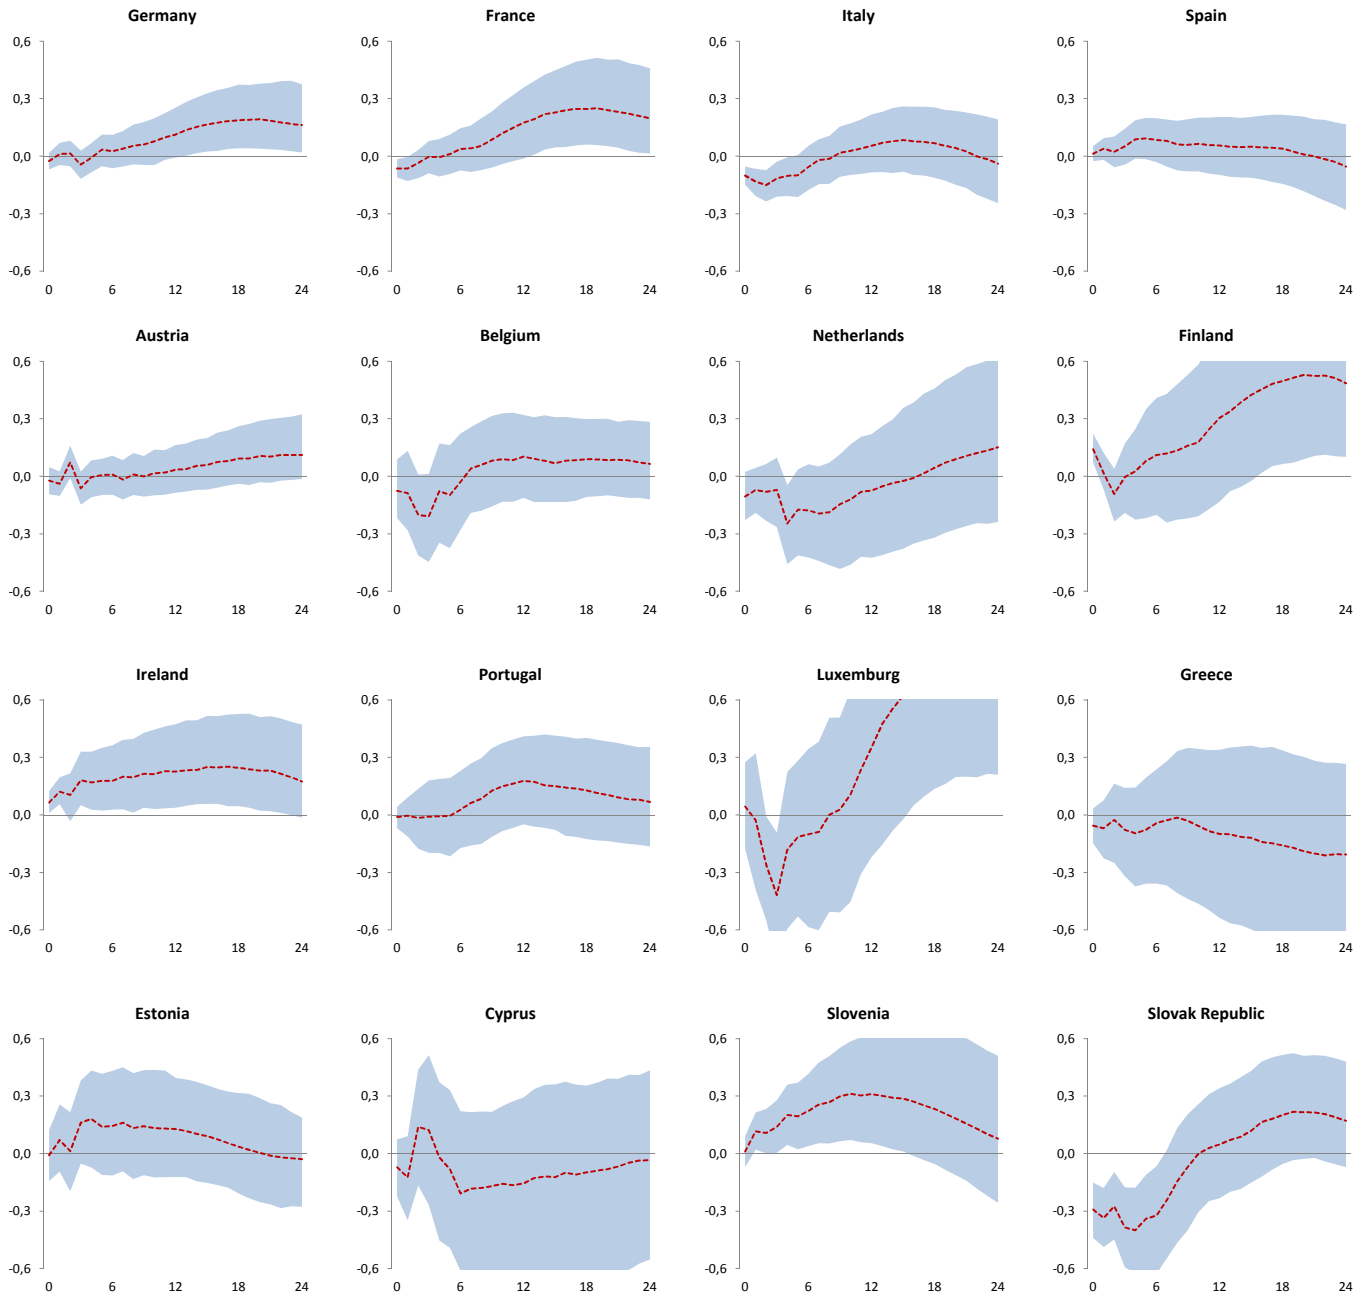 Germany France Italy Spain
0,6 0,6 0,6 0,6
0,3 0,3 0,3 0,3
0,0 0,0 0,0 0,0
-0,3 -0,3 -0,3 -0,3
-0,6 -0,6 -0,6 -0,6
0 6 12 18 24 0 6 12 18 24 0 6 12 18 24 0 6 12 18 24
Austria Belgium Netherlands Finland
0,6 0,6 0,6 0,6
0,3 0,3 0,3 0,3
0,0 0,0 0,0 0,0
-0,3 -0,3 -0,3 -0,3
-0,6 -0,6 -0,6 -0,6
0 6 12 18 24 0 6 12 18 24 0 6 12 18 24 0 6 12 18 24
Ireland Portugal Luxemburg Greece
0,6 0,6 0,6 0,6
0,3 0,3 0,3 0,3
0,0 0,0 0,0 0,0
-0,3 -0,3 -0,3 -0,3
-0,6 -0,6 -0,6 -0,6
0 6 12 18 24 0 6 12 18 24 0 6 12 18 24 0 6 12 18 24
Estonia Cyprus Slovenia Slovak Republic
0,6 0,6 0,6 0,6
0,3 0,3 0,3 0,3
0,0 0,0 0,0 0,0
-0,3 -0,3 -0,3 -0,3
-0,6 -0,6 -0,6 -0,6
0 6 12 18 24 0 6 12 18 24 0 6 12 18 24 0 6 12 18 24